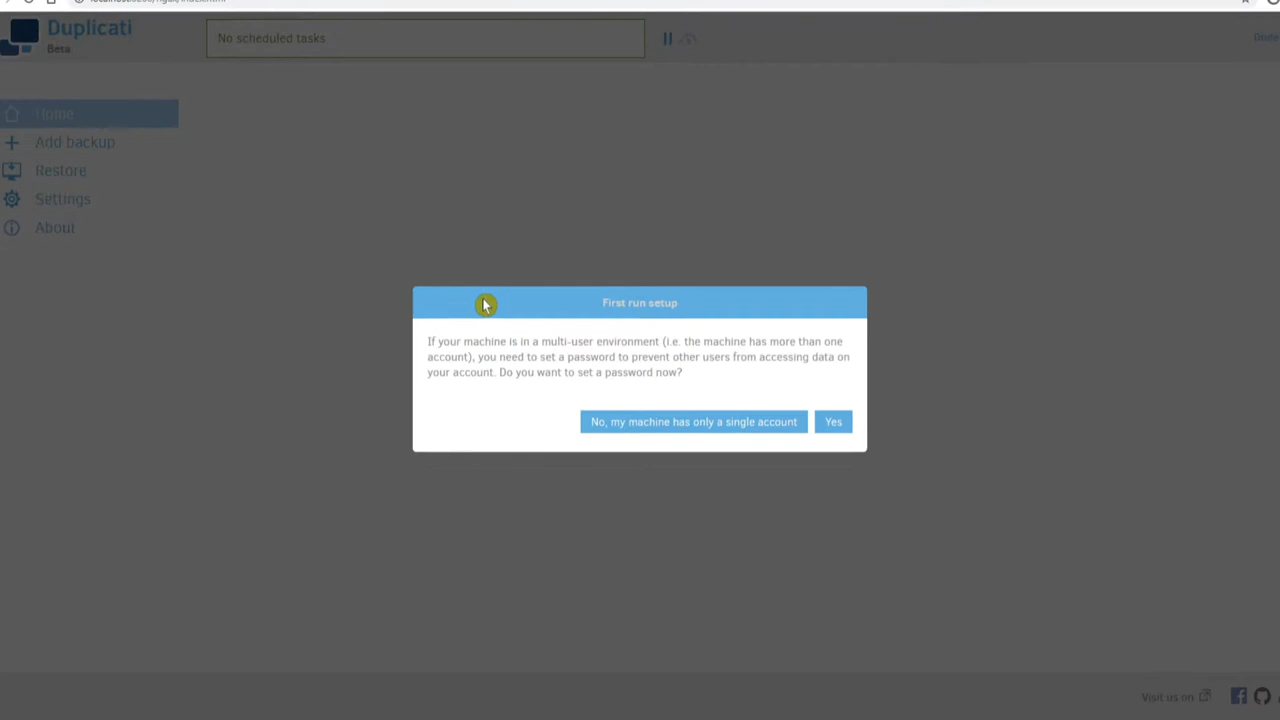 Duplicati
Beta
No scheduled tasks
Home
Add backup
Restore
Settings
About
First run setup
If your machine is in a multi-user environment (i.e. the machine has more than one
account), you need to set a password to prevent other users from accessing data on
your account. Do you want to set a password now?
No, my machine has only a single account
Yes
Visit us on